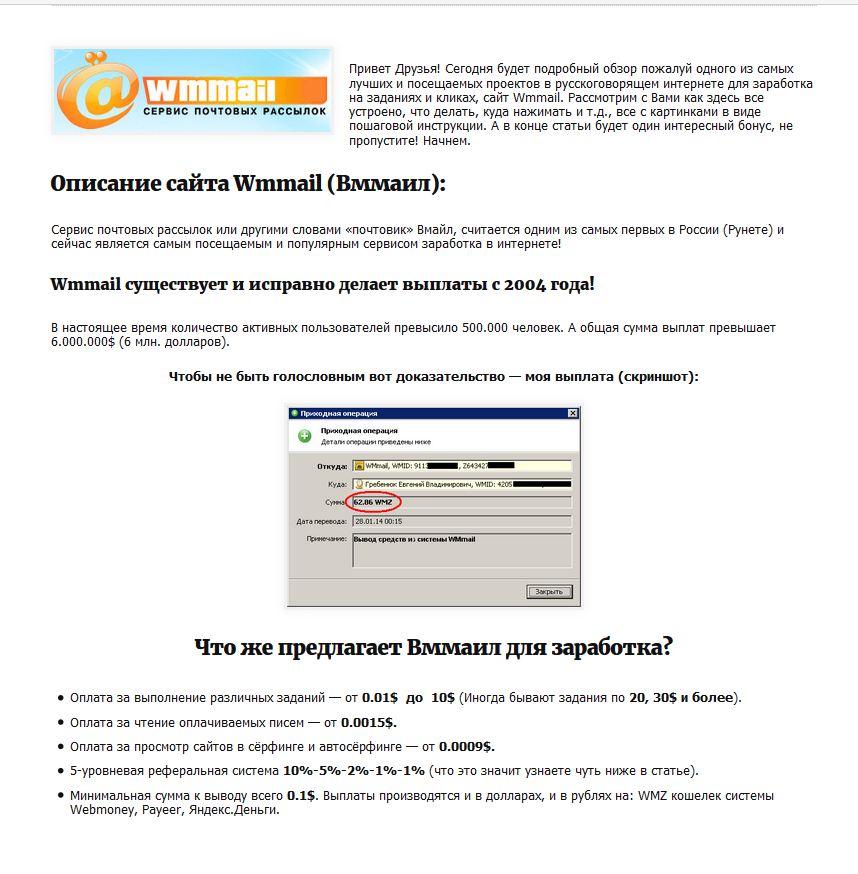 Wmmail
СЕРВИС ПОЧТОВЫХ РАССЫЛОК
Привет Друзья! Сегодня будет подробный обзор пожалуй одного из самых
лучших и посещаемых проектов в русскоговорящем интернете для заработка
на заданиях и кликах, сайт Wmmail. Рассмотрим с Вами как здесь все
устроено, что делать, куда нажимать и т.д., все с картинками в виде
пошаговой инструкции. А в конце статьи будет один интересный бонус, не
пропустите! Начнем.
Описание сайта Wmmail (Вммаил):
Сервис почтовых рассылок или другими словами «почтовик» Вмайл, считается одним из самых первых в России (Рунете) и
сейчас является самым посещаемым и популярным сервисом заработка в интернете!
Wmmail существует и исправно делает выплаты с 2004 года!
В настоящее время количество активных пользователей превысило 500.000 человек. А общая сумма выплат превышает
6.000.000$ (6 млн. долларов).
Чтобы не быть голословным вот доказательство — моя выплата (скриншот):
Приходная операция
Приходная операция
Детали операции приведены ниже
Откуда: WMmail, WMID: 9113, Z643427
Куда: Гребенюк Евгений Владимирович, WMID: 4205
Сумма: 62.86 WMZ
Дата перевода: 28.01.14 00:15
Примечание: Вывод средств из системы WMmail
Закрыть
Что же предлагает Вммаил для заработка?
• Оплата за выполнение различных заданий — от 0.01$ до 10$ (Иногда бывают задания по 20, 30$ и более).
• Оплата за чтение оплачиваемых писем — от 0.0015$.
• Оплата за просмотр сайтов в сёрфинге и автосёрфинге — от 0.0009$.
• 5-уровневая реферальная система 10%-5%-2%-1%-1% (что это значит узнаете чуть ниже в статье).
• Минимальная сумма к выводу всего 0.1$. Выплаты производятся и в долларах, и в рублях на: WMZ кошелек системы
Webmoney, Payeer, Яндекс.Деньги.